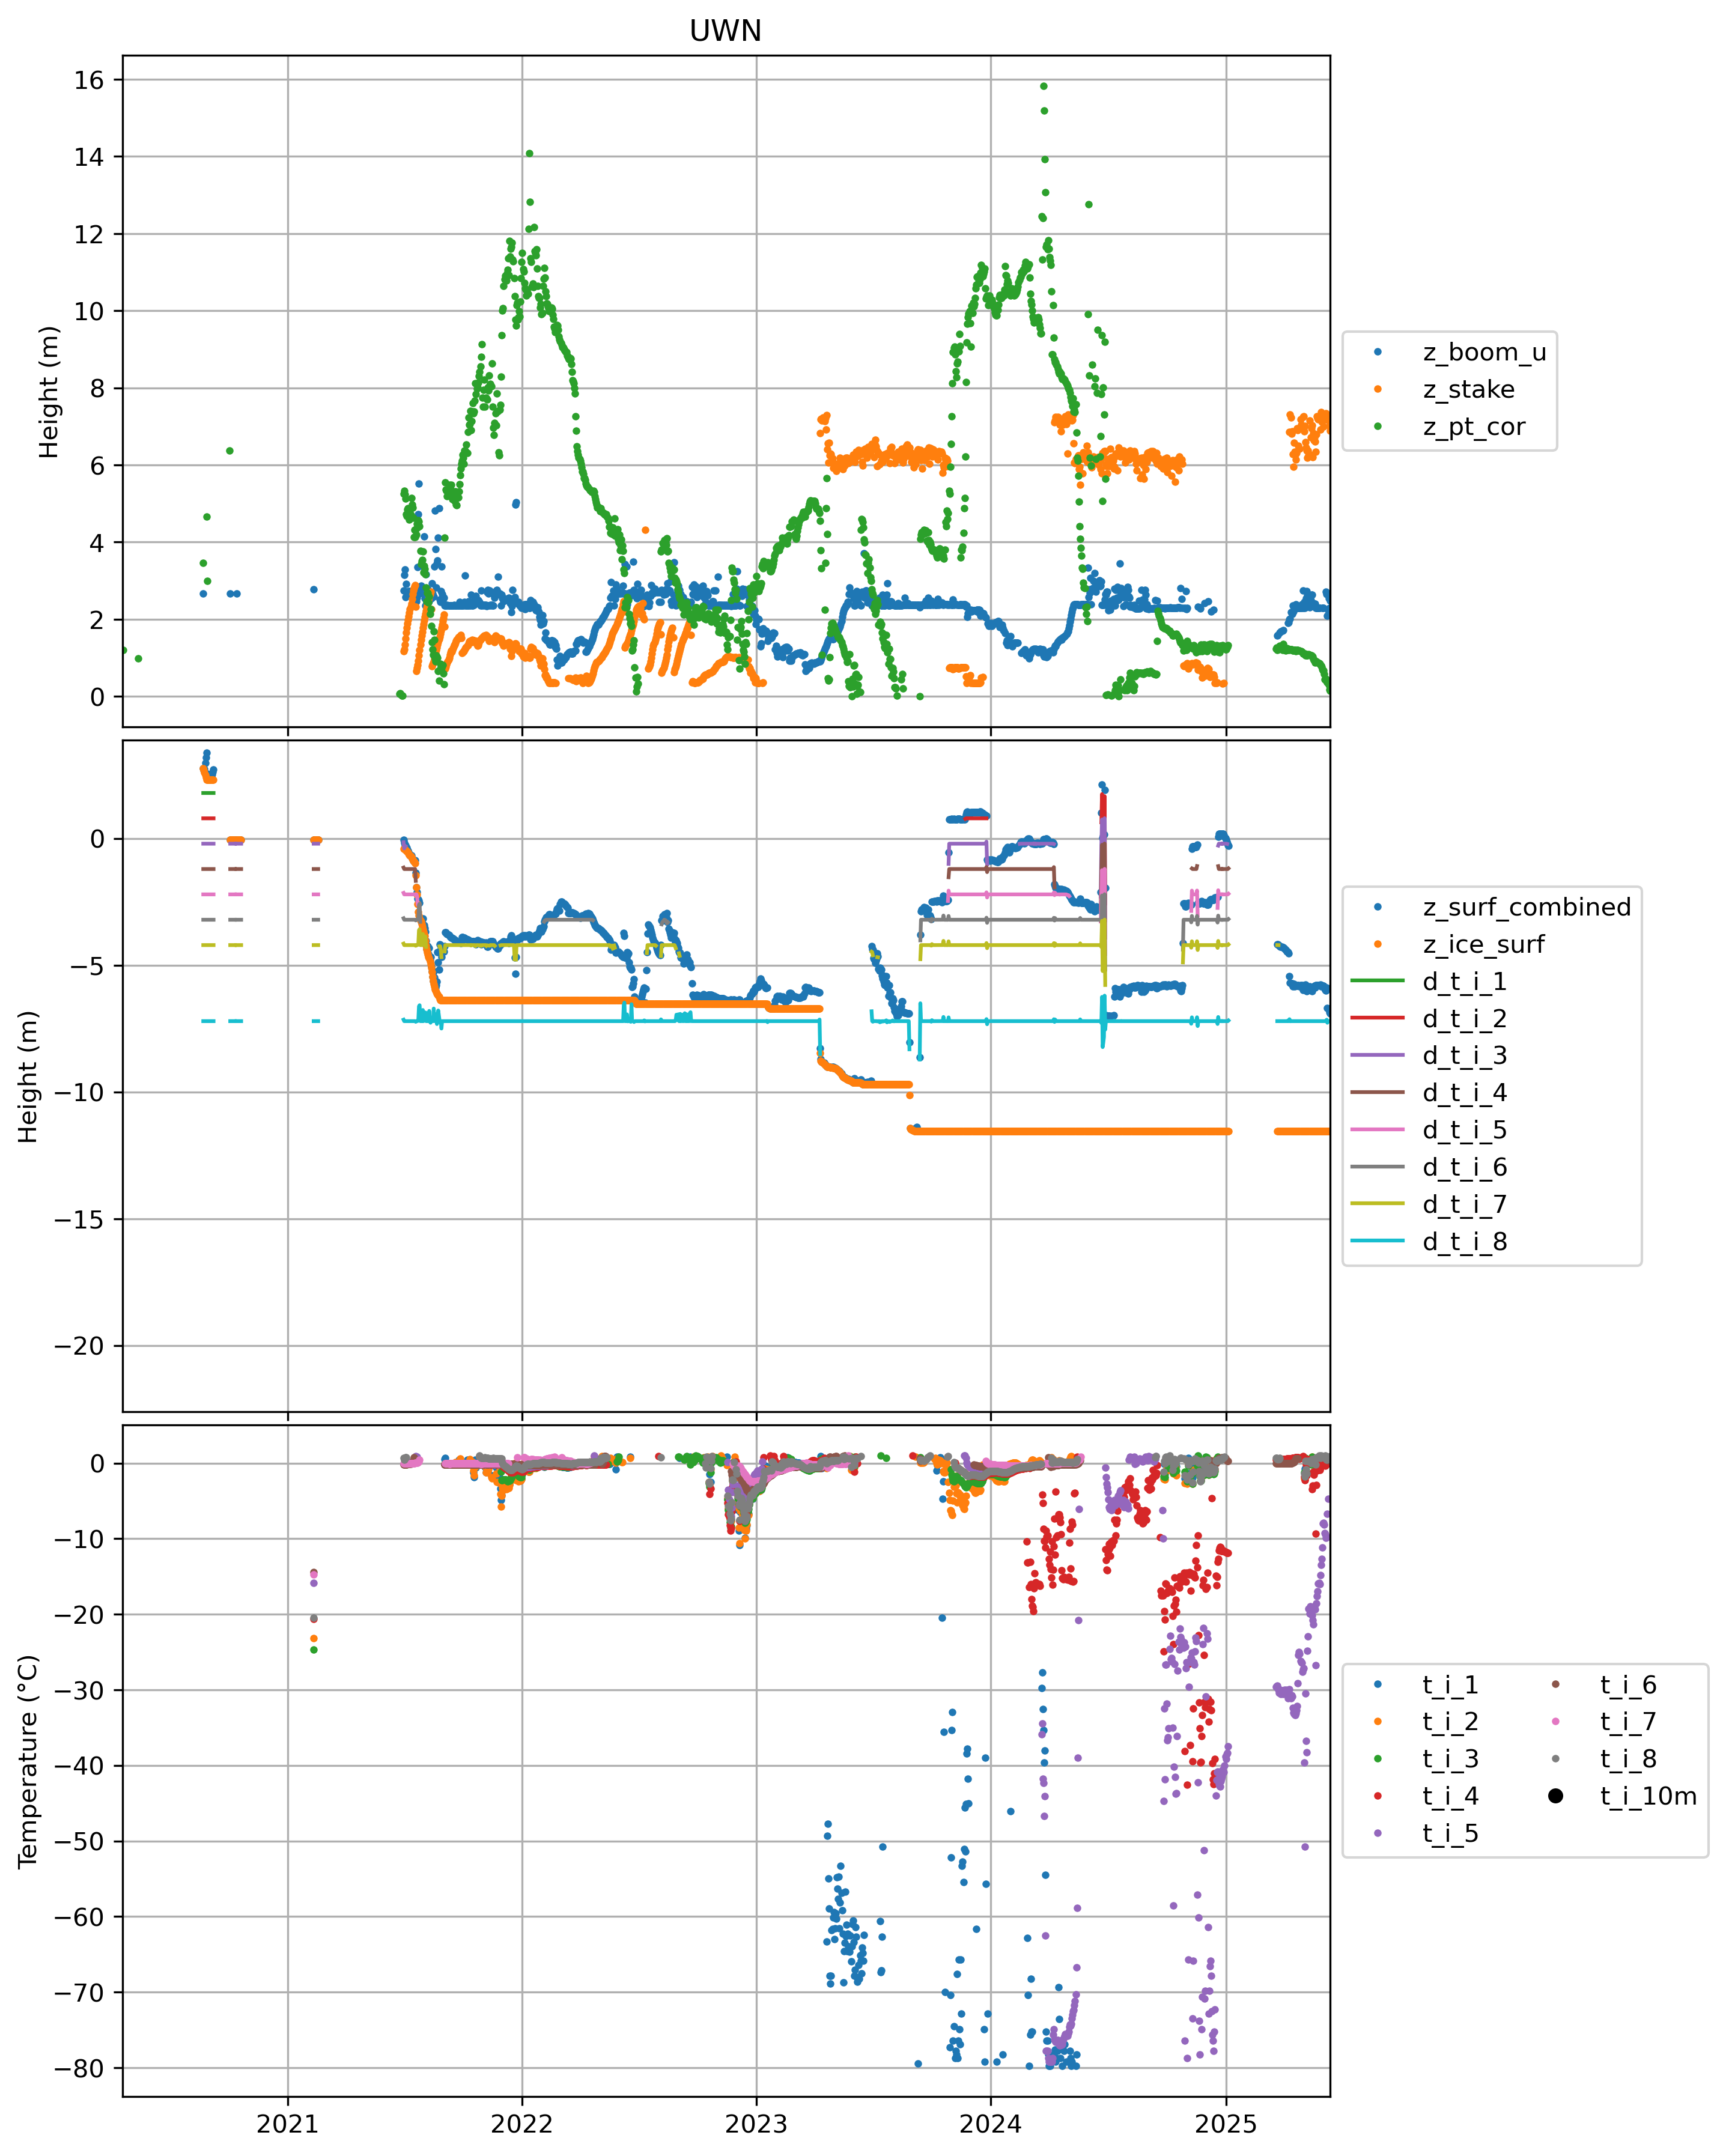 UWN
16
14
12
10
8
6
4
2
0
Height (m)
z_boom_u
z_stake
z_pt_cor
0
−5
−10
−15
−20
Height (m)
z_surf_combined
z_ice_surf
d_t_i_1
d_t_i_2
d_t_i_3
d_t_i_4
d_t_i_5
d_t_i_6
d_t_i_7
d_t_i_8
0
−10
−20
−30
−40
−50
−60
−70
−80
Temperature (°C)
2021 2022 2023 2024 2025
t_i_1 t_i_6
t_i_2 t_i_7
t_i_3 t_i_8
t_i_4 t_i_10m
t_i_5